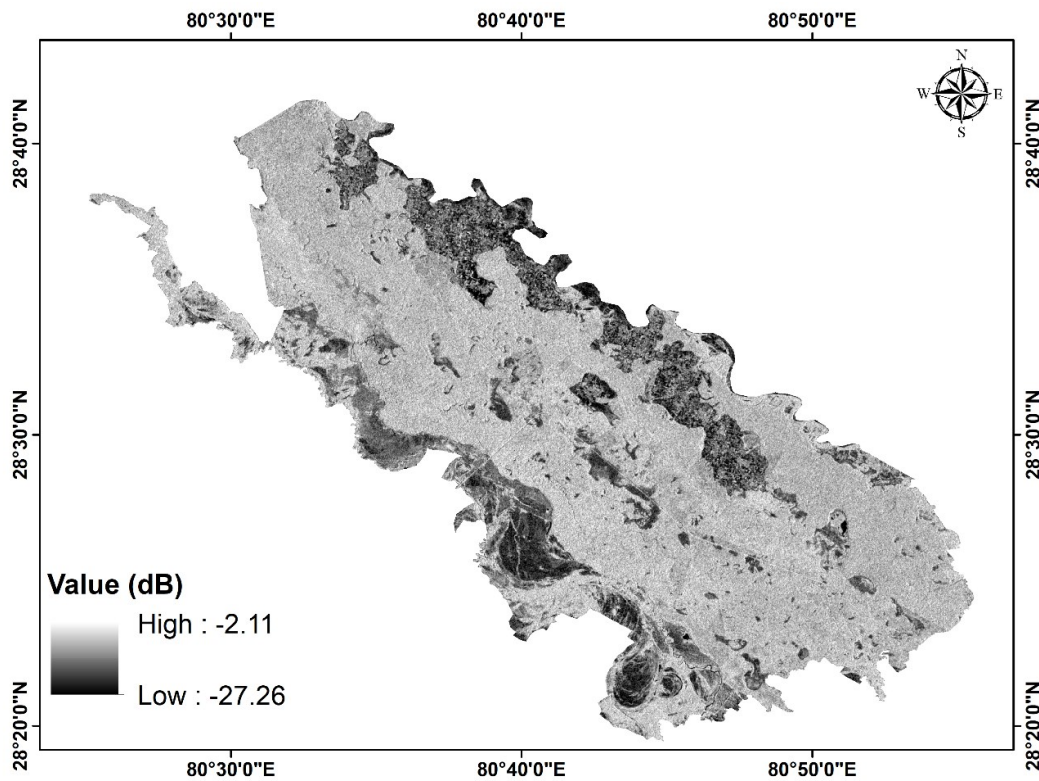 80°30'0"E 80°40'0"E 80°50'0"E
N
W E
S
28°40'0"N 28°40'0"N
28°30'0"N 28°30'0"N
Value (dB)
High : -2.11
Low : -27.26
28°20'0"N 28°20'0"N
80°30'0"E 80°40'0"E 80°50'0"E